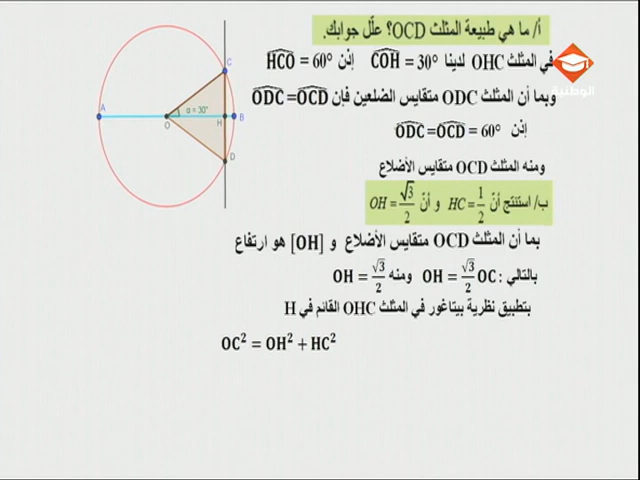 أ/ ما هي طبيعة المثلث OCD؟ علّل جوابك.
في المثلث OHC لدينا COH = 30° إذن HCO = 60°
وبما أن المثلث ODC متقايس الضلعين فإن ODC=OCD
إذن ODC=OCD = 60°
ومنه المثلث OCD متقايس الأضلاع
ب/ استنتج أنّ HC = 1/2 و أنّ OH = √3/2
بما أن المثلث OCD متقايس الأضلاع و [OH] هو ارتفاع
بالتالي : OH = √3/2 OC ومنه OH = √3/2
بتطبيق نظرية بيتاغور في المثلث OHC القائم في H
OC² = OH² + HC²
C
A
α = 30°
O
H
B
D
الوطنية